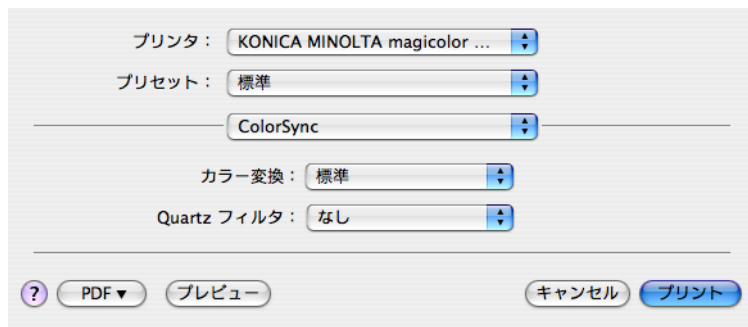 プリンタ： KONICA MINOLTA magicolor ...
プリセット： 標準
ColorSync
カラー変換： 標準
Quartz フィルタ： なし
? PDF▼ プレビュー キャンセル プリント